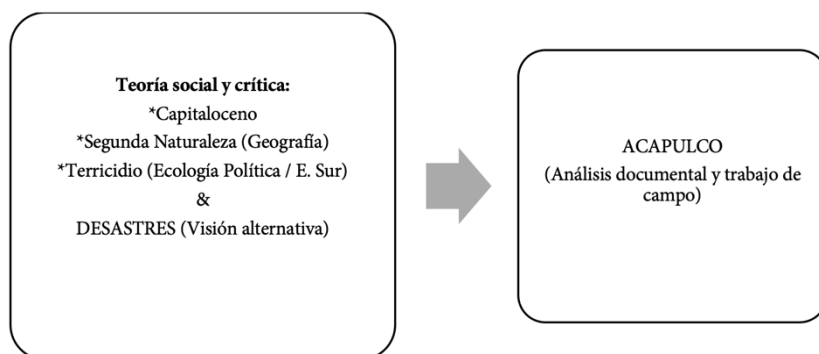 Teoría social y crítica:
*Capitaloceno
*Segunda Naturaleza (Geografía)
*Terricidio (Ecología Política / E. Sur)
&
DESASTRES (Visión alternativa)
ACAPULCO
(Análisis documental y trabajo de
campo)